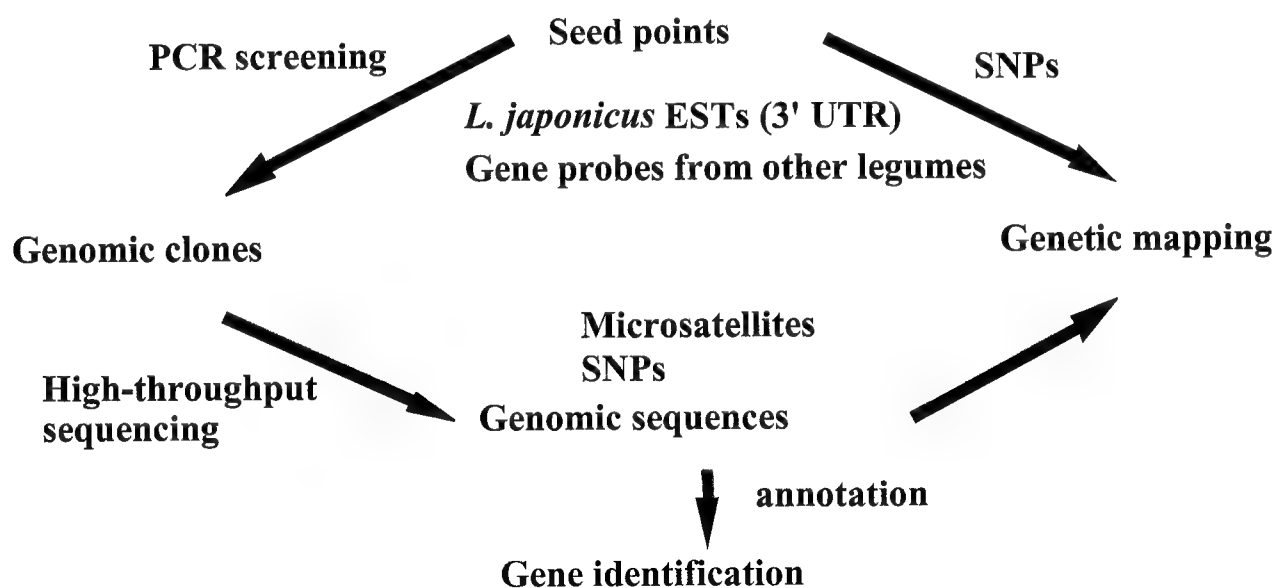 Seed points
PCR screening
SNPs
L. japonicus ESTs (3' UTR)
Gene probes from other legumes
Genomic clones
Genetic mapping
Microsatellites
SNPs
High-throughput
sequencing
Genomic sequences
annotation
Gene identification